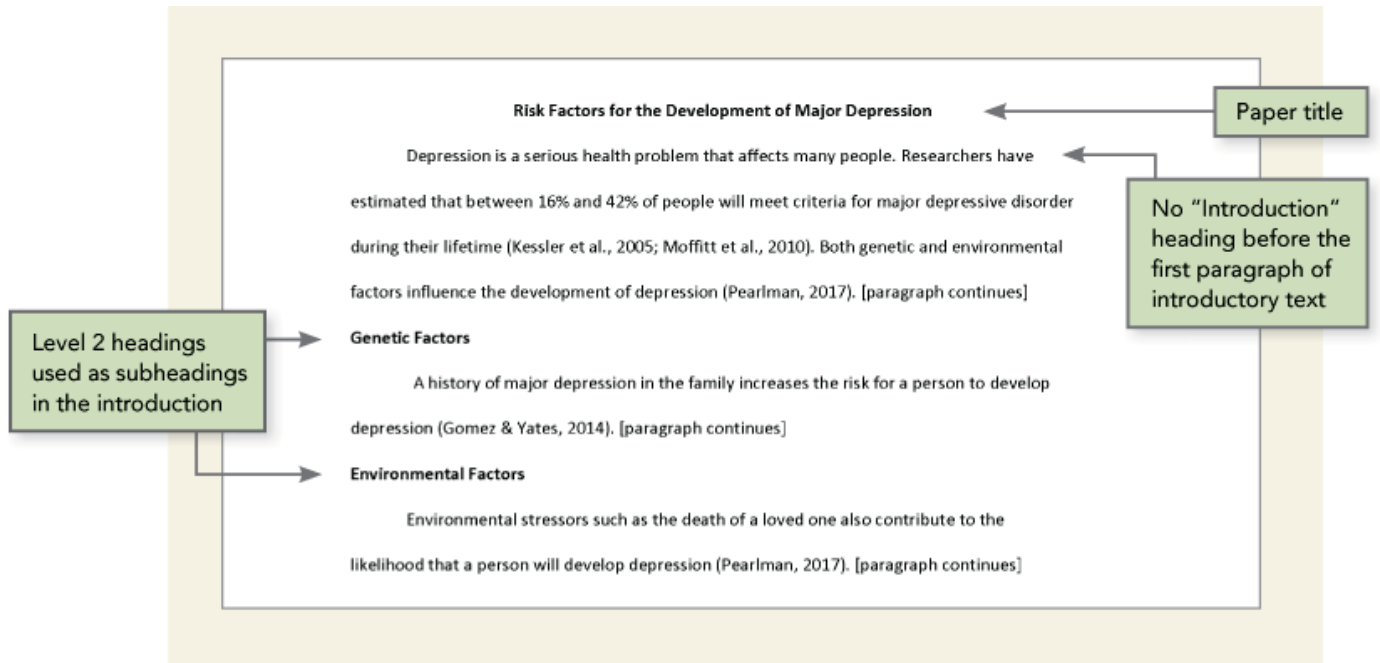 Risk Factors for the Development of Major Depression
Paper title
Depression is a serious health problem that affects many people. Researchers have
estimated that between 16% and 42% of people will meet criteria for major depressive disorder
during their lifetime (Kessler et al., 2005; Moffitt et al., 2010). Both genetic and environmental
factors influence the development of depression (Pearlman, 2017). [paragraph continues]
No “Introduction“
heading before the
first paragraph of
introductory text
Level 2 headings
used as subheadings
in the introduction
Genetic Factors
A history of major depression in the family increases the risk for a person to develop
depression (Gomez & Yates, 2014). [paragraph continues]
Environmental Factors
Environmental stressors such as the death of a loved one also contribute to the
likelihood that a person will develop depression (Pearlman, 2017). [paragraph continues]